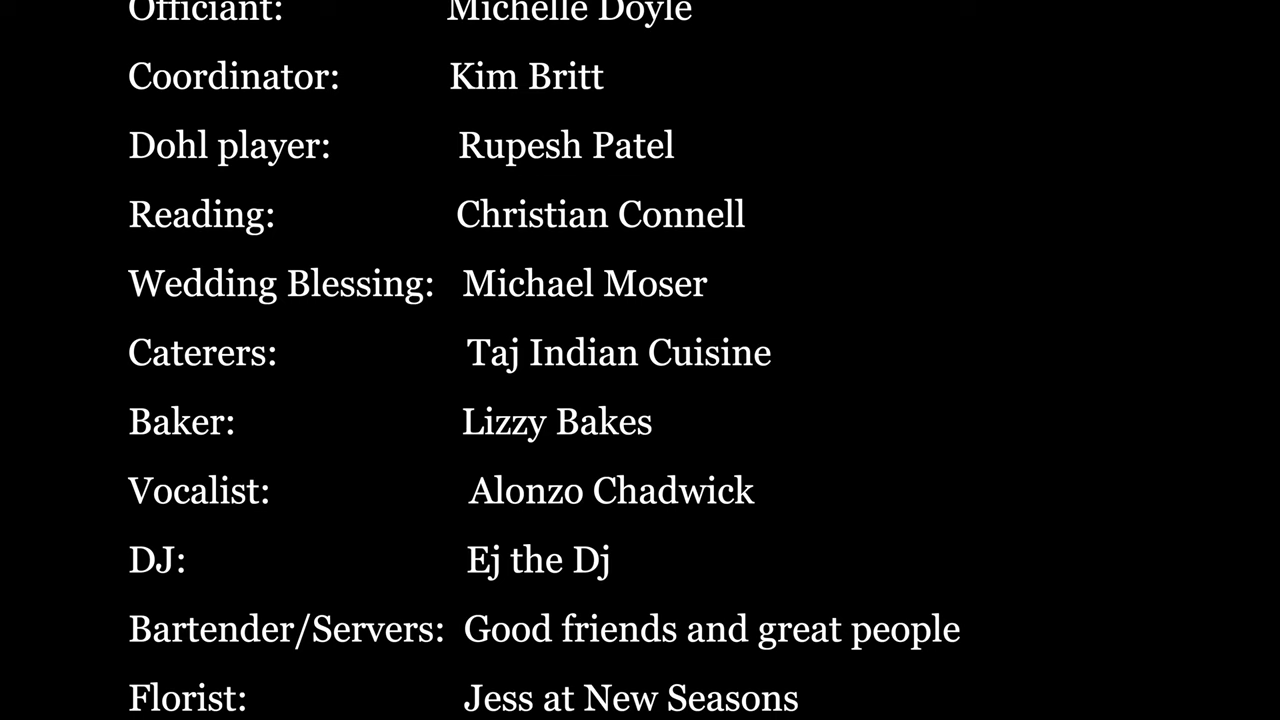 Officiant: Michelle Doyle
Coordinator: Kim Britt
Dohl player: Rupesh Patel
Reading: Christian Connell
Wedding Blessing: Michael Moser
Caterers: Taj Indian Cuisine
Baker: Lizzy Bakes
Vocalist: Alonzo Chadwick
DJ: Ej the Dj
Bartender/Servers: Good friends and great people
Florist: Jess at New Seasons